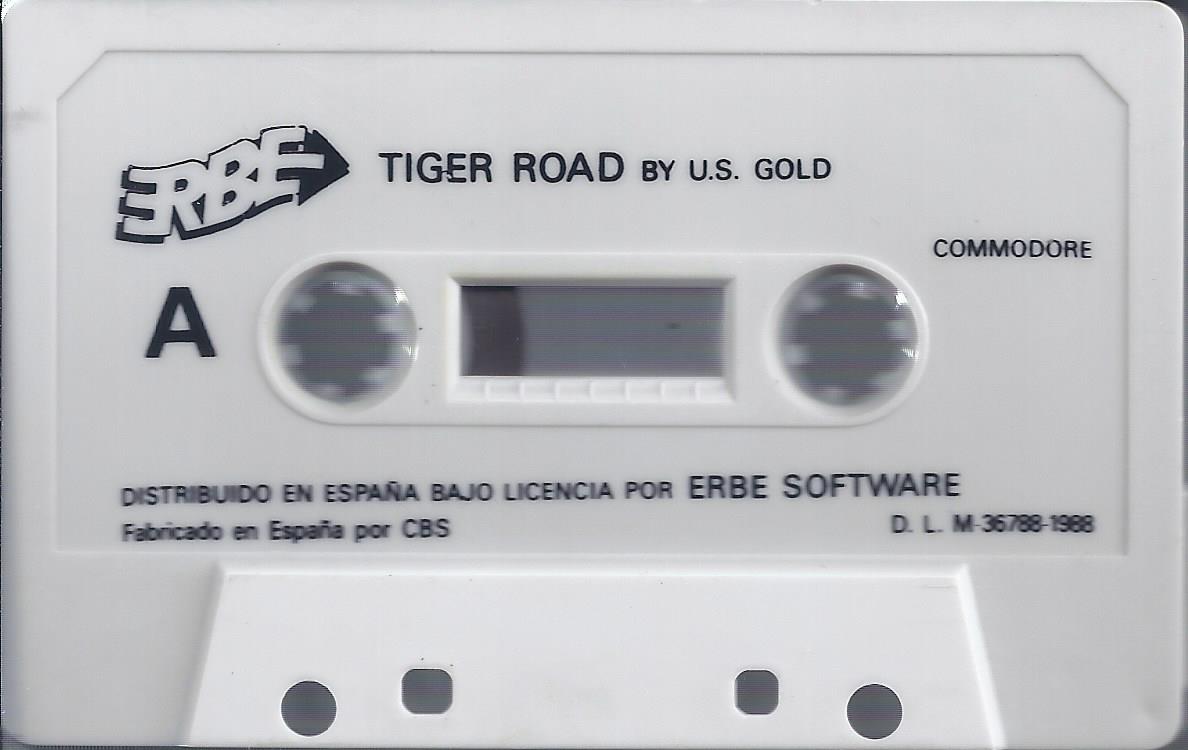 ERBE
TIGER ROAD BY U.S. GOLD
COMMODORE
A
DISTRIBUIDO EN ESPAÑA BAJO LICENCIA POR ERBE SOFTWARE
Fabricado en España por CBS
D. L. M-36788-1988